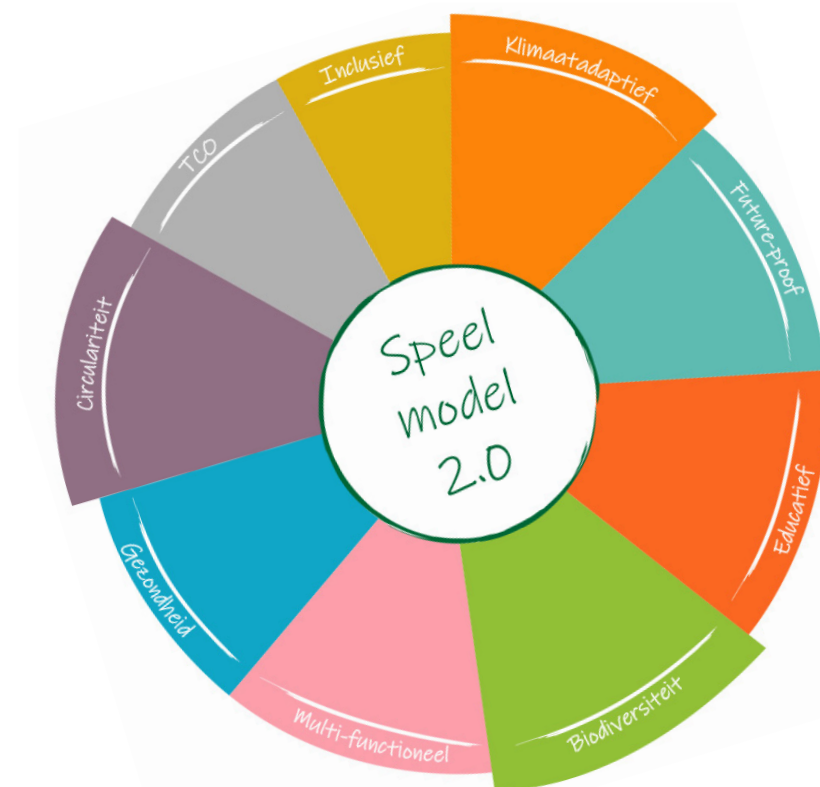 Inclusief
Klimaatadaptief
TCO
Future-proof
Circulariteit
Speel
model
2.0
Educatief
Gezondheid
Biodiversiteit
Multi-functioneel